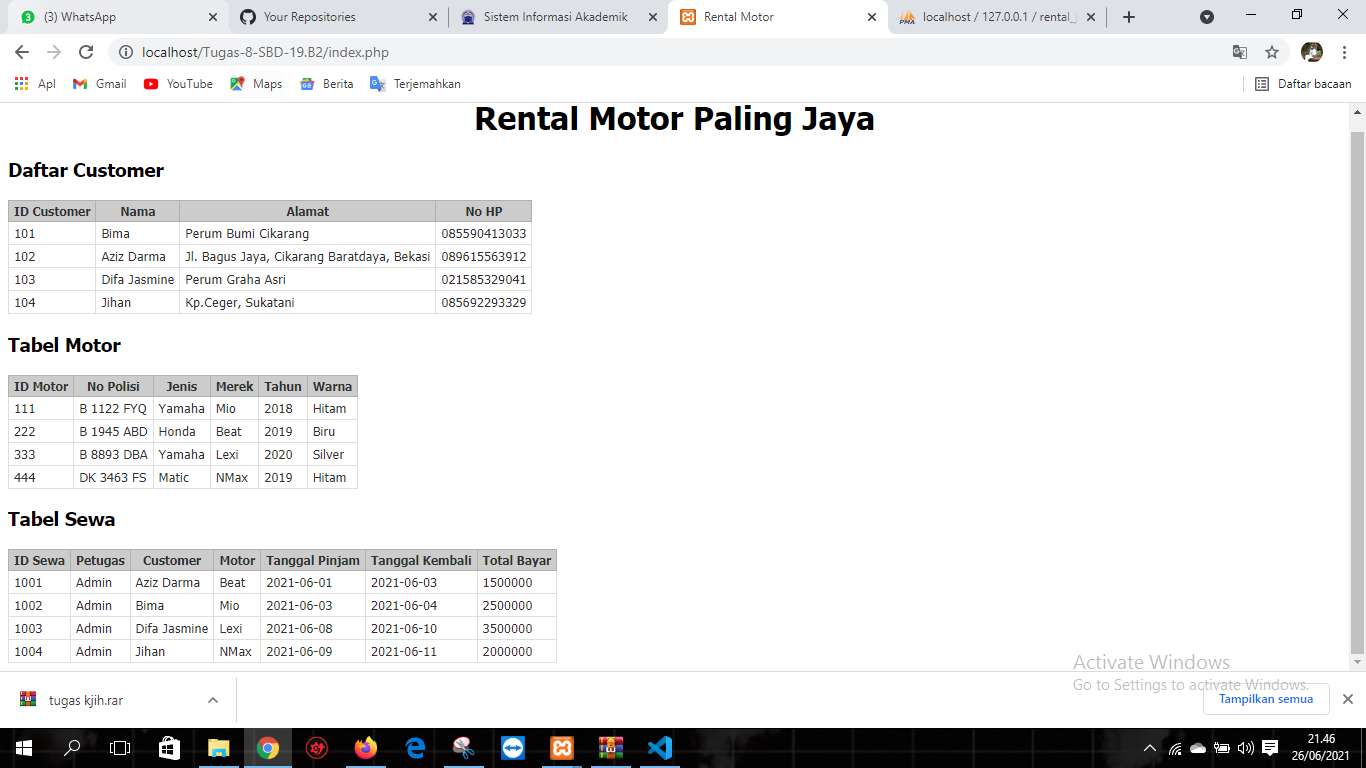 (3) WhatsApp
Your Repositories
Sistem Informasi Akademik
Rental Motor
localhost / 127.0.0.1 / rental_
localhost/Tugas-8-SBD-19.B2/index.php
Apl Gmail YouTube Maps Berita Terjemahkan Daftar bacaan
Rental Motor Paling Jaya
Daftar Customer
ID Customer Nama Alamat No HP
101 Bima Perum Bumi Cikarang 085590413033
102 Aziz Darma Jl. Bagus Jaya, Cikarang Baratdaya, Bekasi 089615563912
103 Difa Jasmine Perum Graha Asri 021585329041
104 Jihan Kp.Ceger, Sukatani 085692293329
Tabel Motor
ID Motor No Polisi Jenis Merek Tahun Warna
111 B 1122 FYQ Yamaha Mio 2018 Hitam
222 B 1945 ABD Honda Beat 2019 Biru
333 B 8893 DBA Yamaha Lexi 2020 Silver
444 DK 3463 FS Matic NMax 2019 Hitam
Tabel Sewa
ID Sewa Petugas Customer Motor Tanggal Pinjam Tanggal Kembali Total Bayar
1001 Admin Aziz Darma Beat 2021-06-01 2021-06-03 1500000
1002 Admin Bima Mio 2021-06-03 2021-06-04 2500000
1003 Admin Difa Jasmine Lexi 2021-06-08 2021-06-10 3500000
1004 Admin Jihan NMax 2021-06-09 2021-06-11 2000000
Activate Windows
Go to Settings to activate Windows.
tugas kjih.rar
Tampilkan semua
21.46
26/06/2021